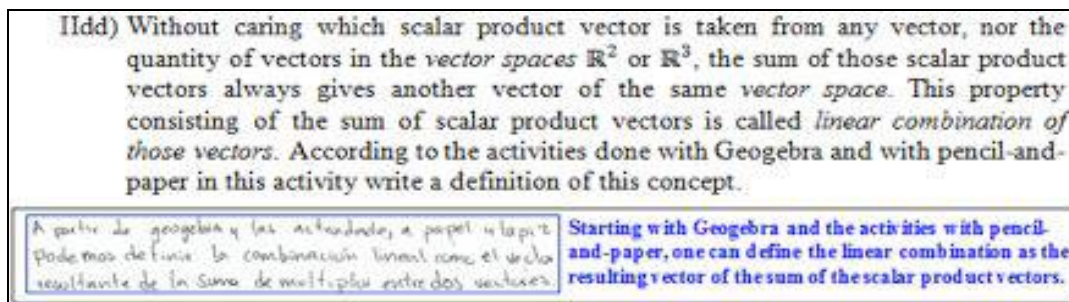 IIdd) Without caring which scalar product vector is taken from any vector, nor the
quantity of vectors in the vector spaces ℝ² or ℝ³, the sum of those scalar product
vectors always gives another vector of the same vector space. This property
consisting of the sum of scalar product vectors is called linear combination of
those vectors. According to the activities done with Geogebra and with pencil-and-
paper in this activity write a definition of this concept.
A partir de geogebra y las actividades, a papel y lapiz
podemos definir la combinación lineal como el vector
resultante de la suma de multiplos entre dos vectores.
Starting with Geogebra and the activities with pencil-
and-paper, one can define the linear combination as the
resulting vector of the sum of the scalar product vectors.